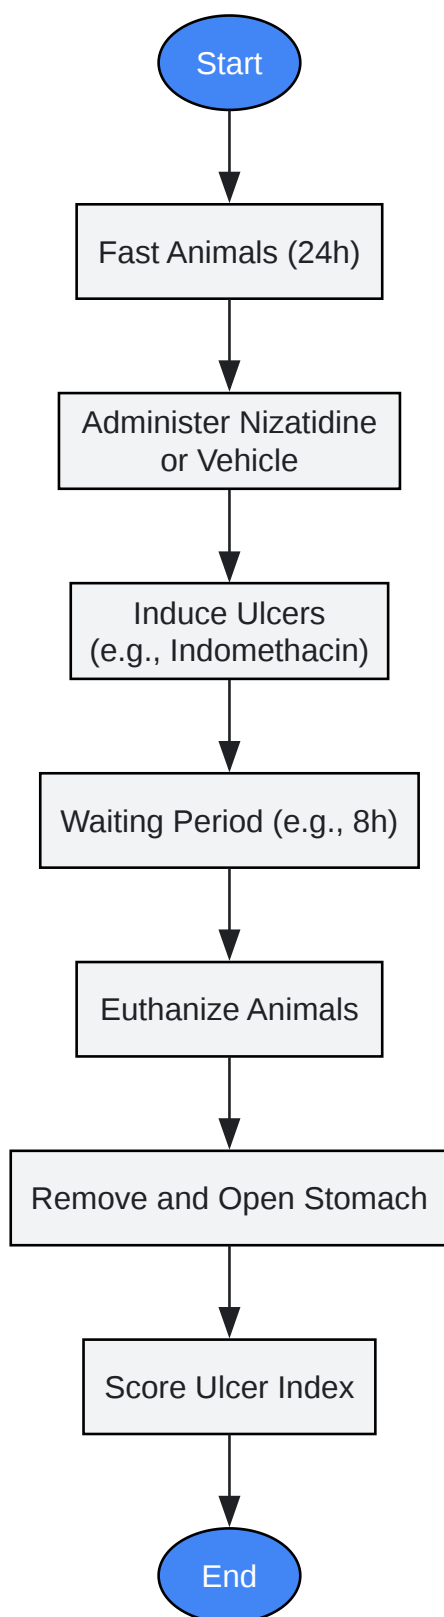 Start
Fast Animals (24h)
Administer Nizatidine
or Vehicle
Induce Ulcers
(e.g., Indomethacin)
Waiting Period (e.g., 8h)
Euthanize Animals
Remove and Open Stomach
Score Ulcer Index
End